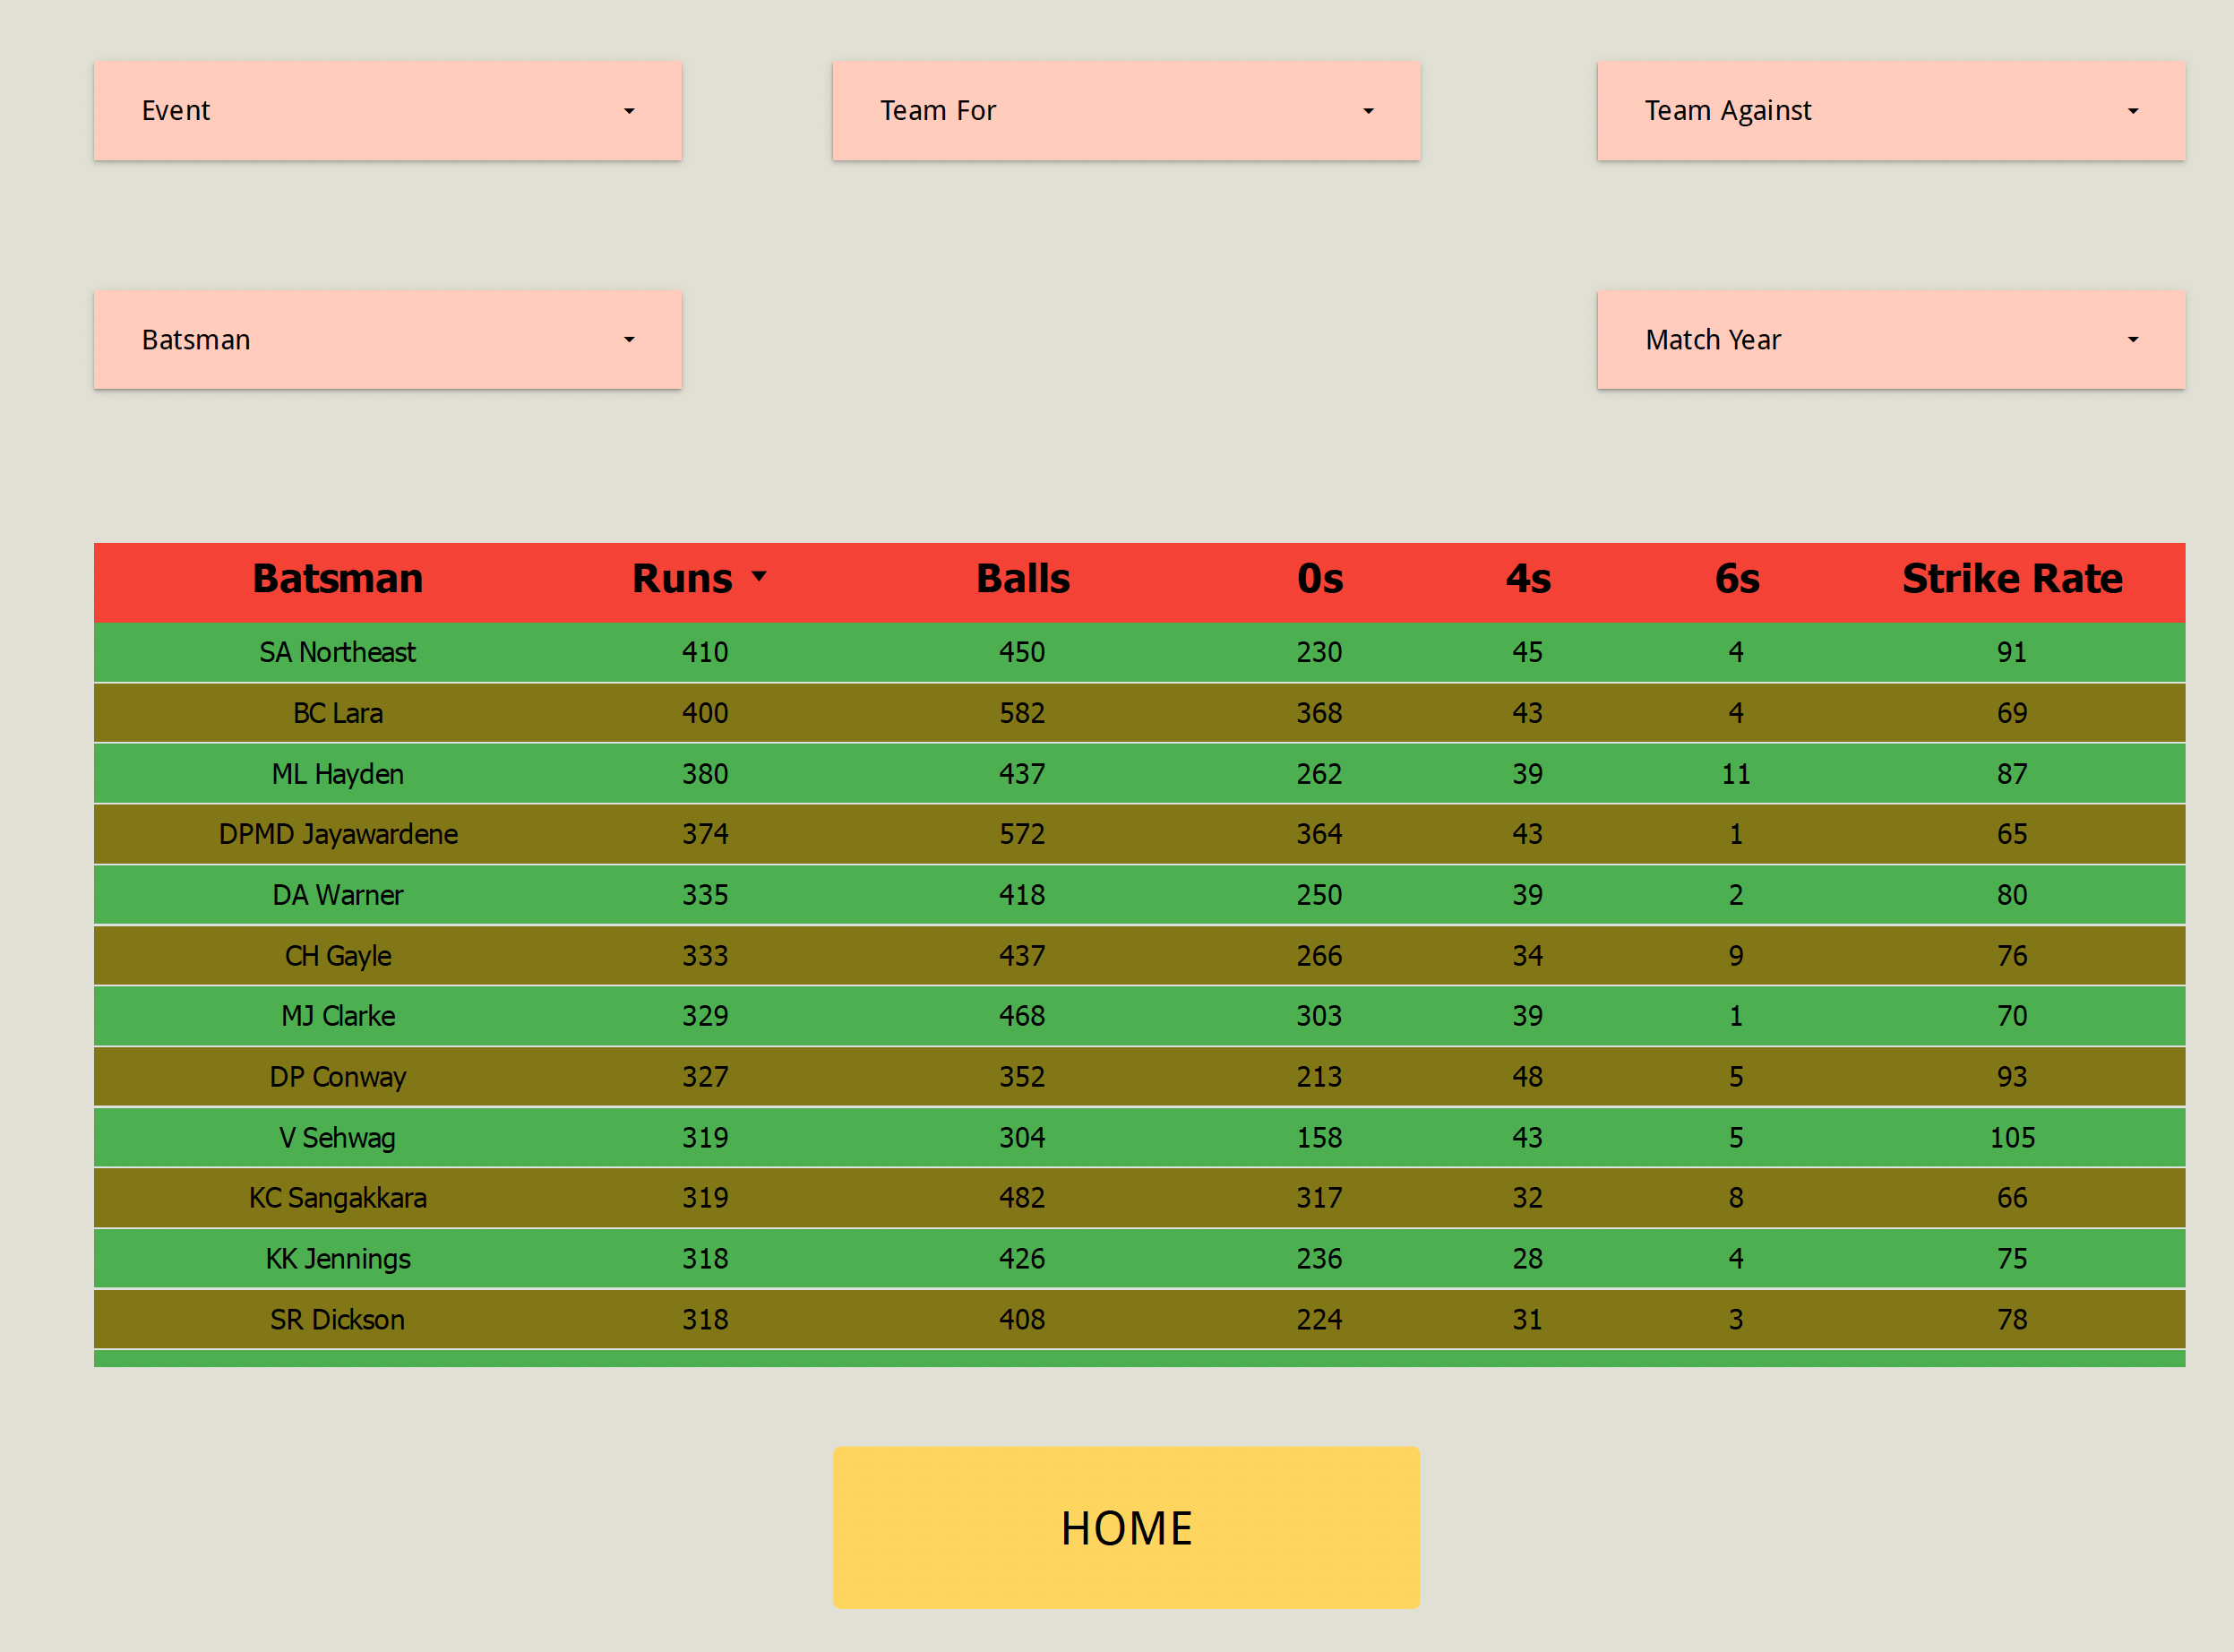 Event Team For Team Against
Batsman Match Year
Batsman Runs Balls 0s 4s 6s Strike Rate
SA Northeast 410 450 230 45 4 91
BC Lara 400 582 368 43 4 69
ML Hayden 380 437 262 39 11 87
DPMD Jayawardene 374 572 364 43 1 65
DA Warner 335 418 250 39 2 80
CH Gayle 333 437 266 34 9 76
MJ Clarke 329 468 303 39 1 70
DP Conway 327 352 213 48 5 93
V Sehwag 319 304 158 43 5 105
KC Sangakkara 319 482 317 32 8 66
KK Jennings 318 426 236 28 4 75
SR Dickson 318 408 224 31 3 78
HOME